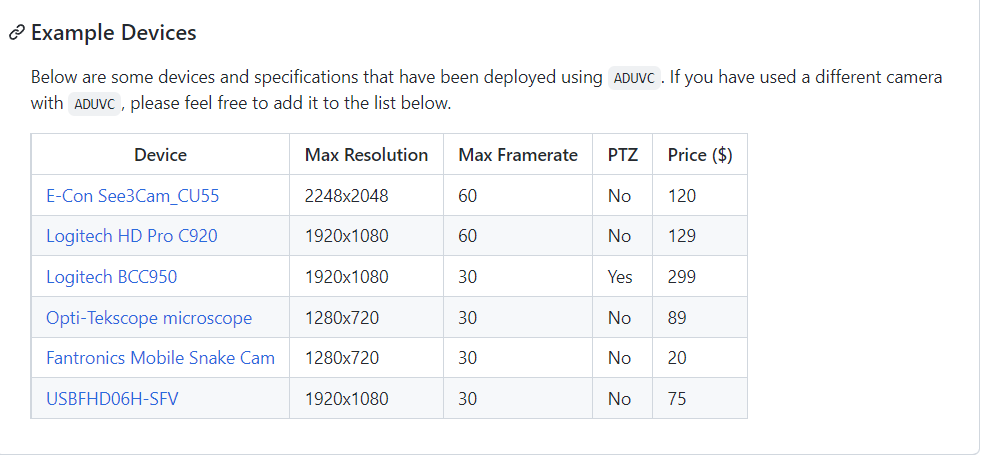 Example Devices
Below are some devices and specifications that have been deployed using ADUVC. If you have used a different camera
with ADUVC, please feel free to add it to the list below.
Device Max Resolution Max Framerate PTZ Price ($)
E-Con See3Cam_CU55 2248x2048 60 No 120
Logitech HD Pro C920 1920x1080 60 No 129
Logitech BCC950 1920x1080 30 Yes 299
Opti-Tekscope microscope 1280x720 30 No 89
Fantronics Mobile Snake Cam 1280x720 30 No 20
USBFHD06H-SFV 1920x1080 30 No 75